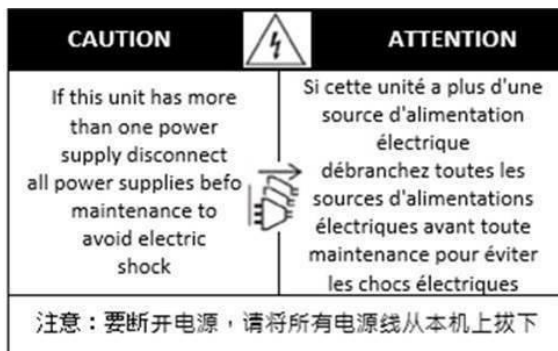 CAUTION
ATTENTION
If this unit has more
than one power
supply disconnect
all power supplies befo
maintenance to
avoid electric
shock
Si cette unité a plus d'une
source d'alimentation
électrique
débranchez toutes les
sources d'alimentations
électriques avant toute
maintenance pour éviter
les chocs électriques
注意：要断开电源，请将所有电源线从本机上拔下